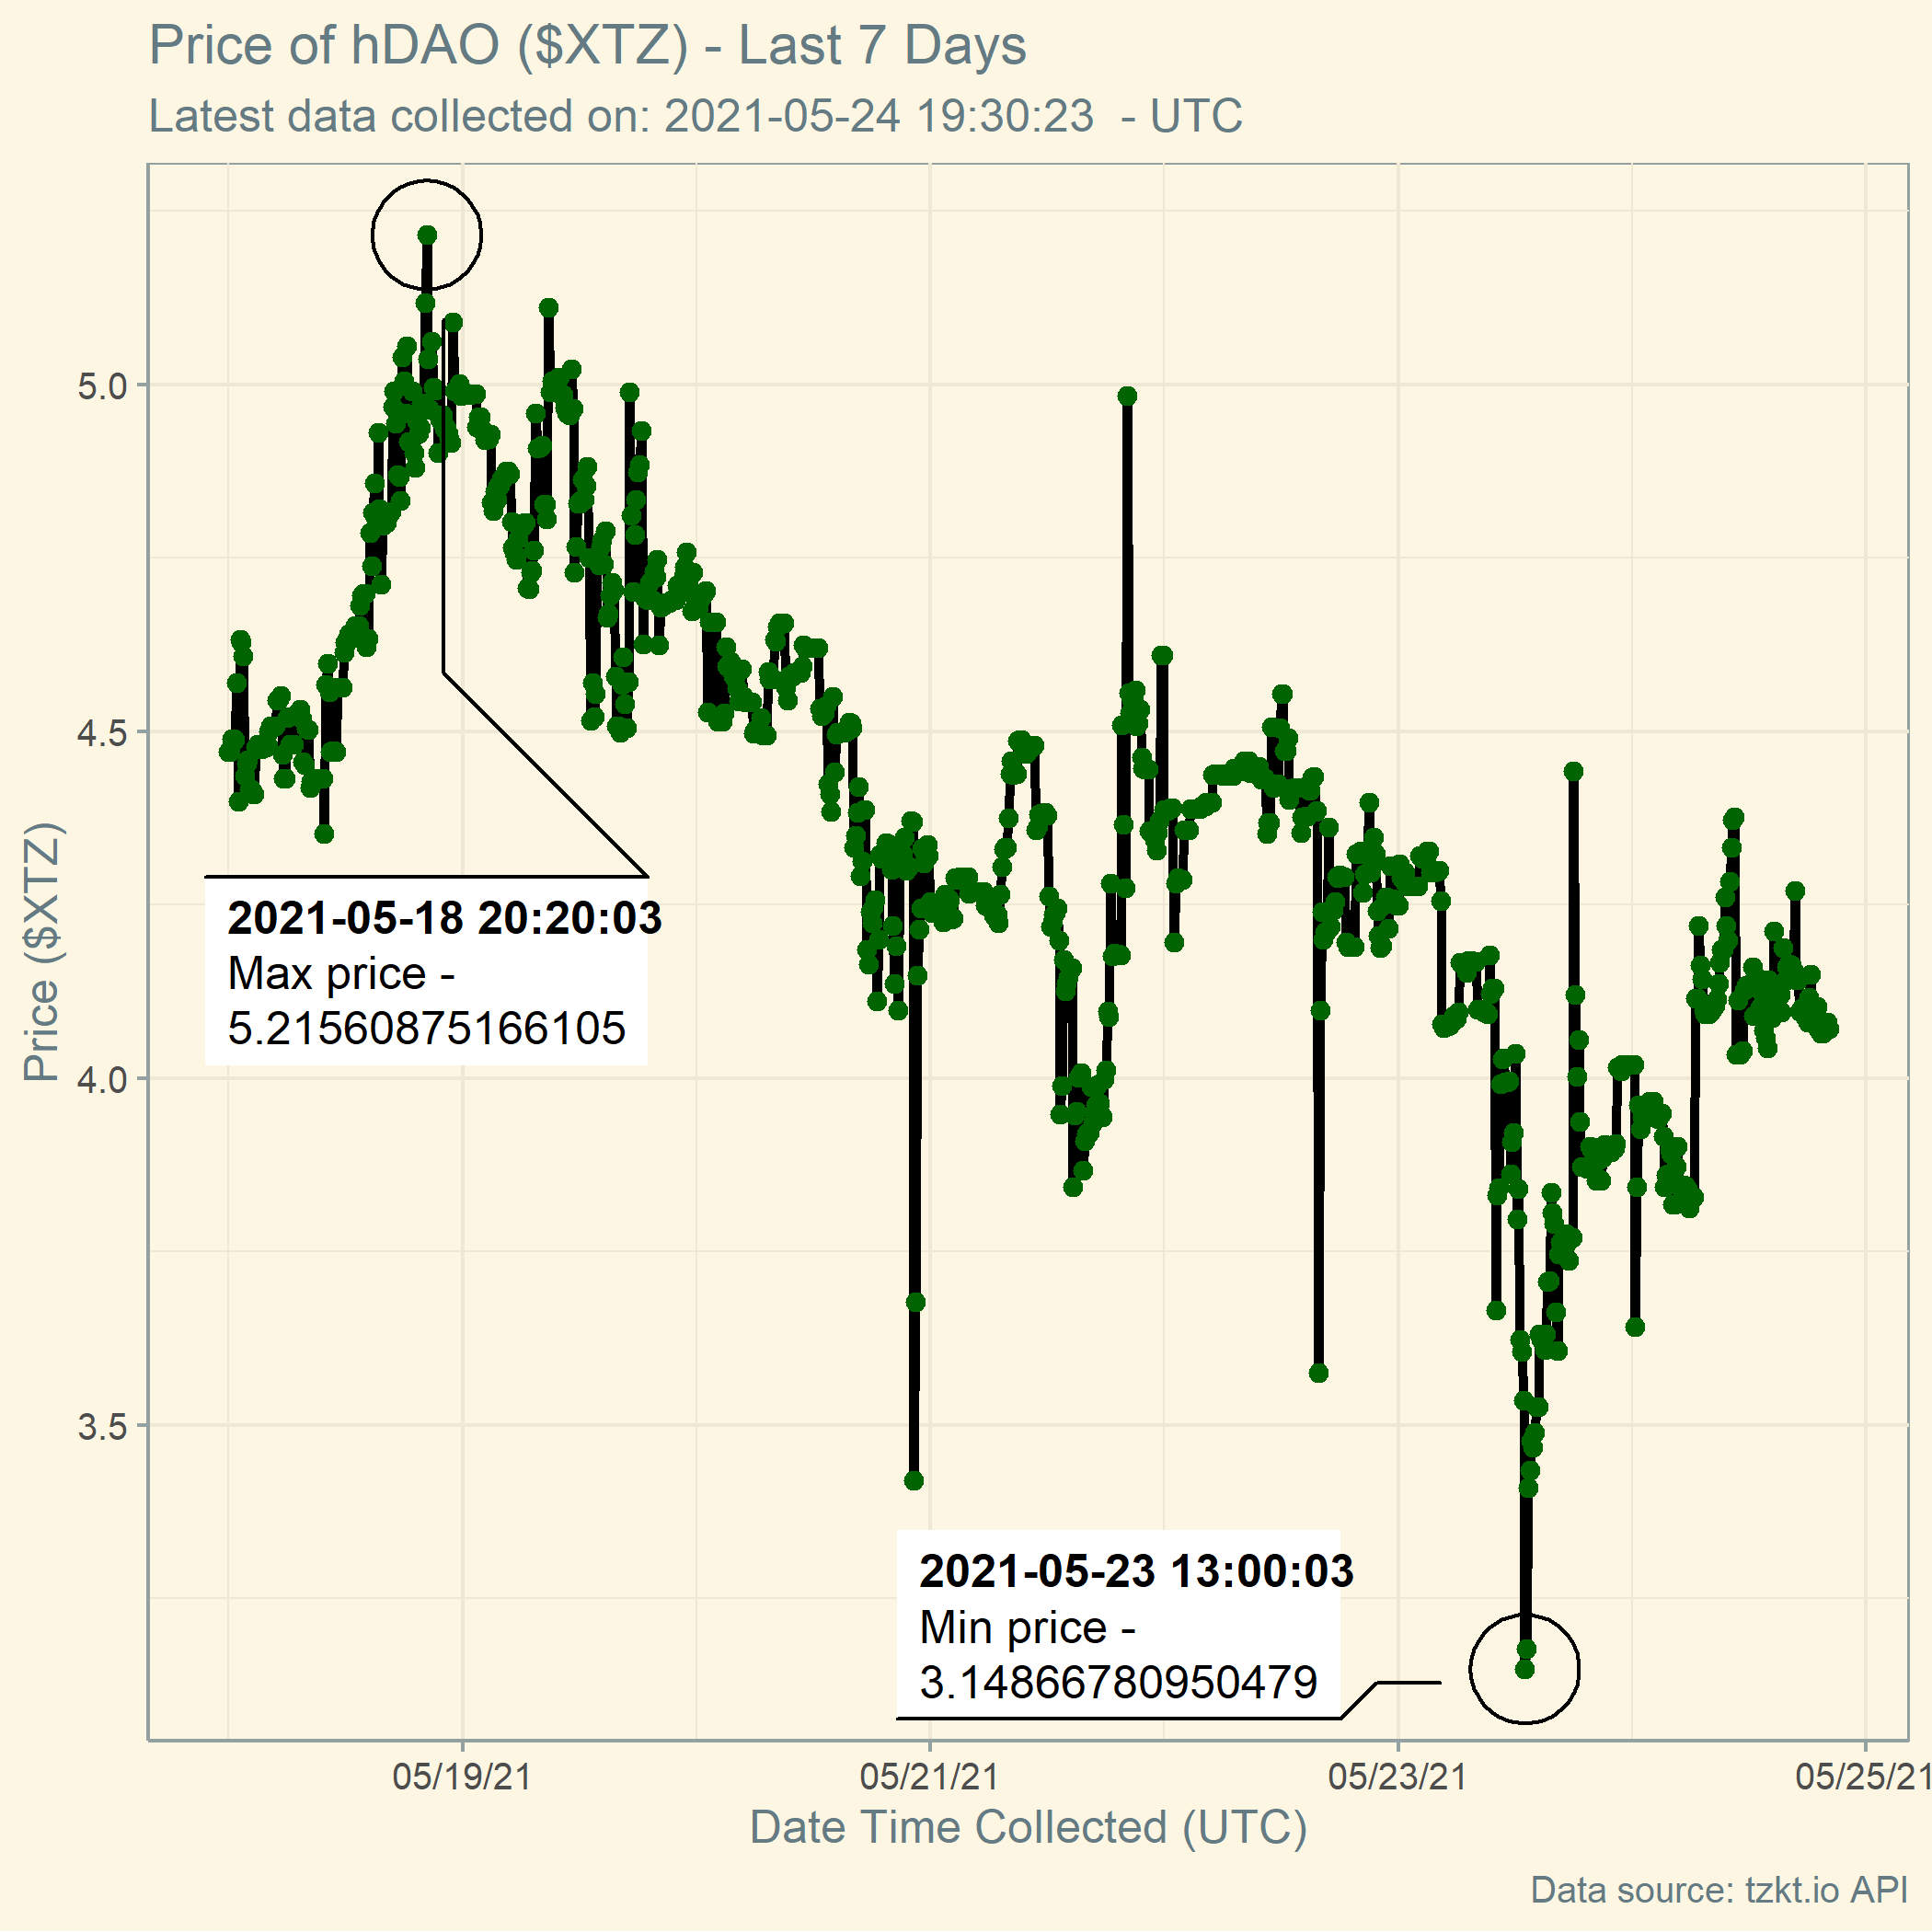 Price of hDAO ($XTZ) - Last 7 Days
Latest data collected on: 2021-05-24 19:30:23  - UTC
Price ($XTZ)
5.0
4.5
4.0
3.5
2021-05-18 20:20:03
Max price -
5.21560875166105
2021-05-23 13:00:03
Min price -
3.14866780950479
05/19/21
05/21/21
05/23/21
05/25/21
Date Time Collected (UTC)
Data source: tzkt.io API